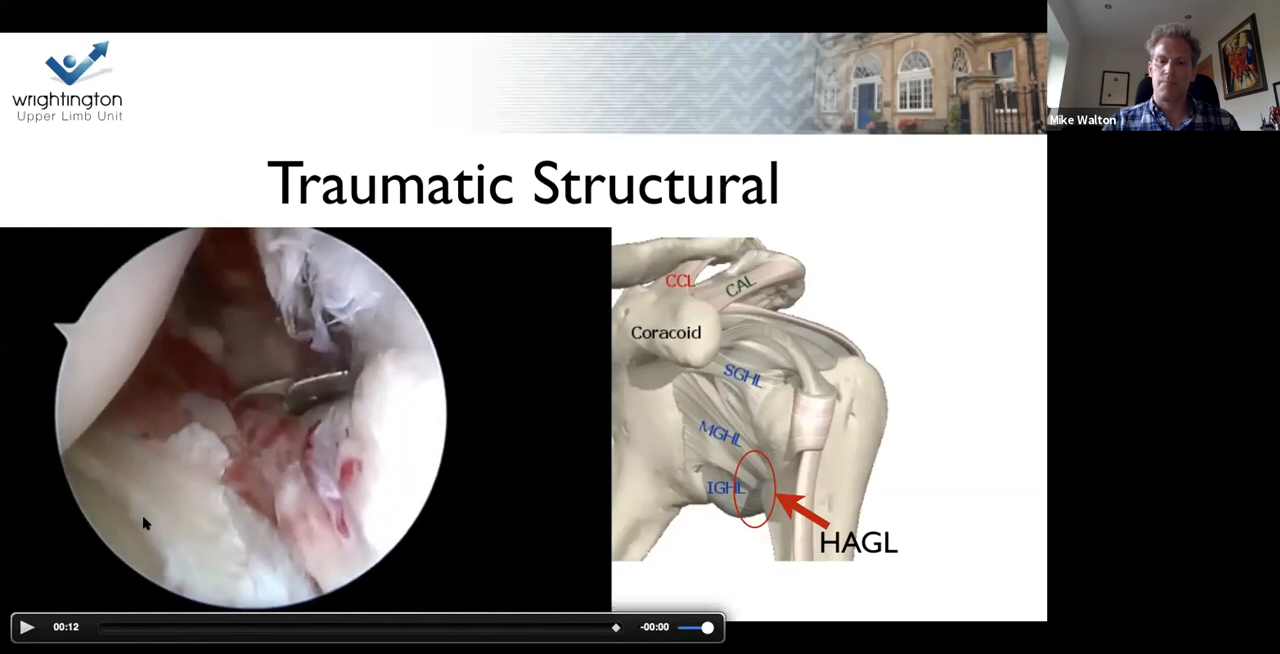 wrightington
Upper Limb Unit
Mike Walton
Traumatic Structural
CCL
CAL
Coracoid
SGHL
MGHL
IGHL
HAGL
00:12
-00:00